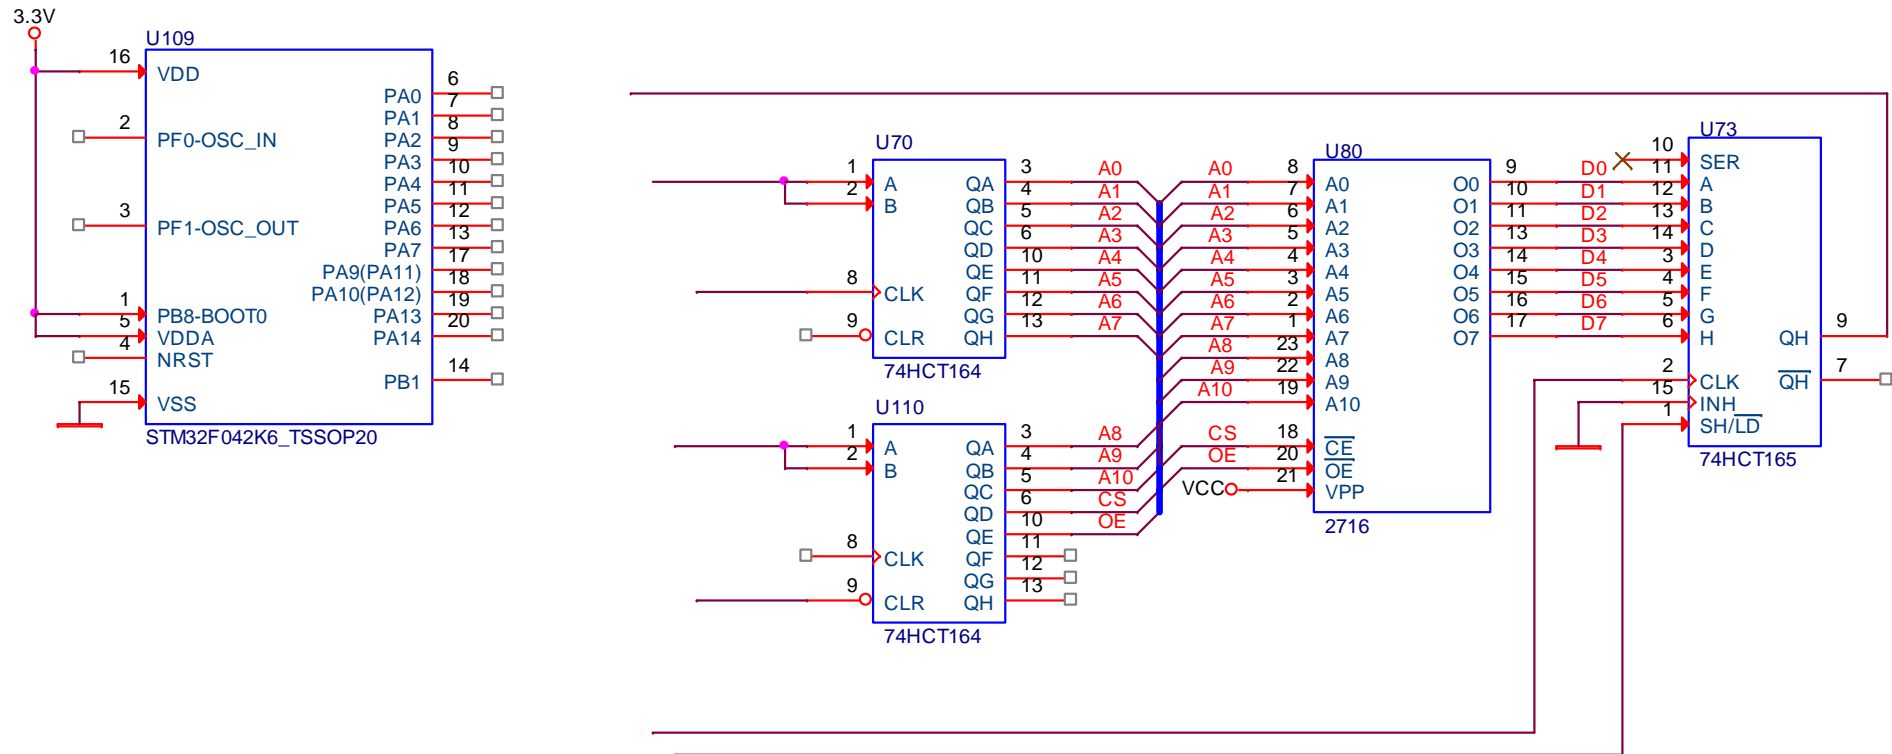 3.3V
U109
16 VDD
2 PF0-OSC_IN
3 PF1-OSC_OUT
1 PB8-BOOT0
5 VDDA
4 NRST
15 VSS
PA0 6
PA1 7
PA2 8
PA3 9
PA4 10
PA5 11
PA6 12
PA7 13
PA9(PA11) 17
PA10(PA12) 18
PA13 19
PA14 20
PB1 14
STM32F042K6_TSSOP20
U70
1 A
2 B
8 CLK
9 CLR
QA 3 A0
QB 4 A1
QC 5 A2
QD 6 A3
QE 10 A4
QF 11 A5
QG 12 A6
QH 13 A7
74HCT164
U110
1 A
2 B
8 CLK
9 CLR
QA 3 A8
QB 4 A9
QC 5 A10
QD 6 CS
QE 10 OE
QF 11
QG 12
QH 13
74HCT164
U80
A0 8 A0
A1 7 A1
A2 6 A2
A3 5 A3
A4 4 A4
A5 3 A5
A6 2 A6
A7 1 A7
A8 23 A8
A9 22 A9
A10 19 A10
CS 18 CE
OE 20 OE
VCC 21 VPP
O0 9 D0
O1 10 D1
O2 11 D2
O3 13 D3
O4 14 D4
O5 15 D5
O6 16 D6
O7 17 D7
2716
U73
10 SER
11 A
12 B
13 C
14 D
3 E
4 F
5 G
6 H
2 CLK
15 INH
1 SH/LD
QH 9
QH 7
74HCT165